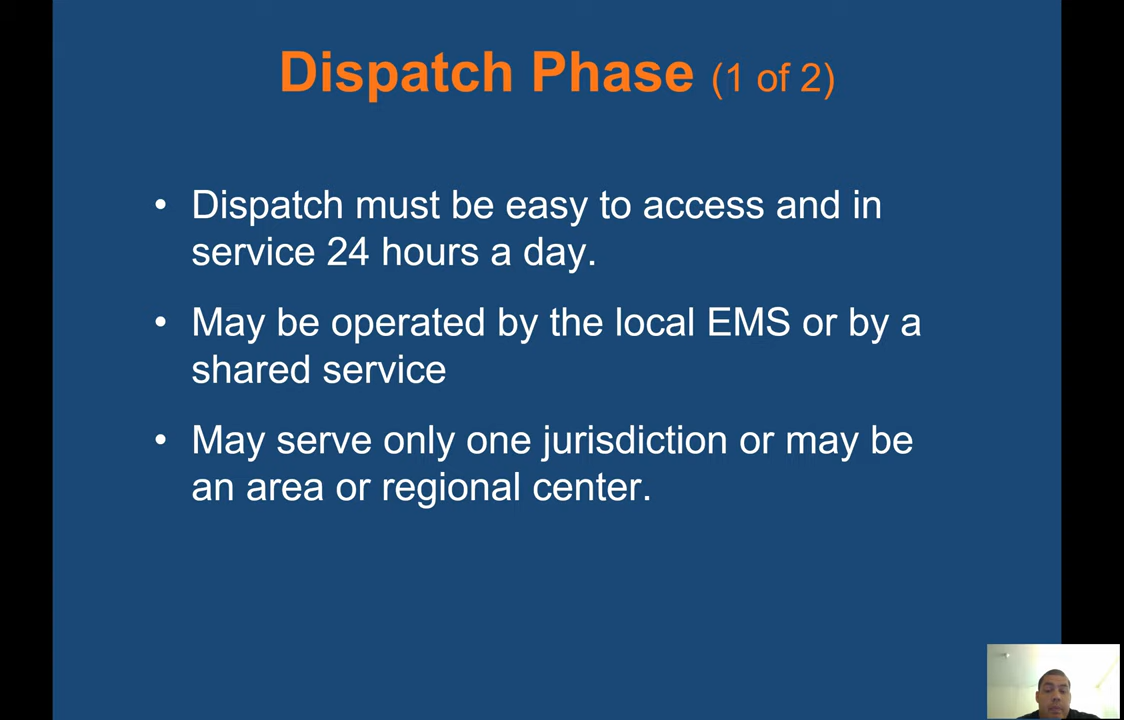 Dispatch Phase (1 of 2)
• Dispatch must be easy to access and in
service 24 hours a day.
• May be operated by the local EMS or by a
shared service
• May serve only one jurisdiction or may be
an area or regional center.